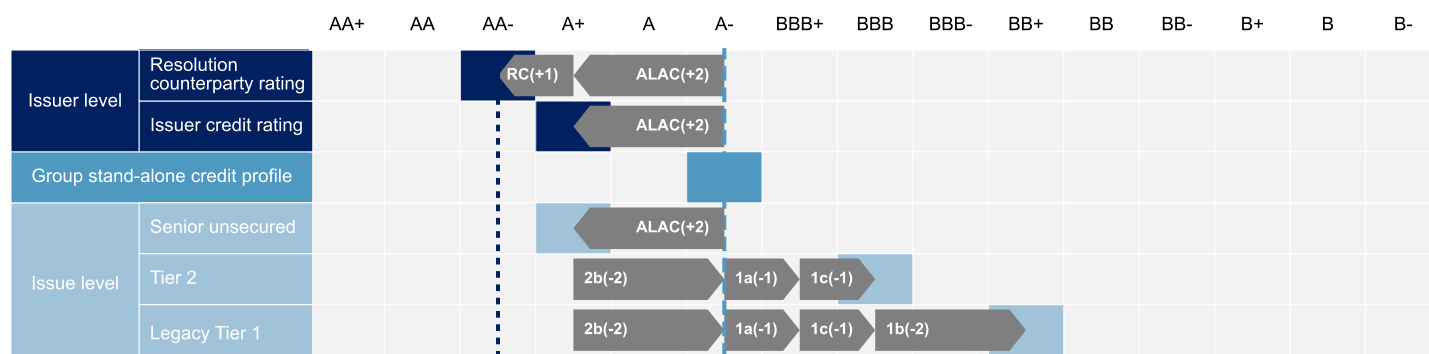 AA+ AA AA- A+ A A- BBB+ BBB BBB- BB+ BB BB- B+ B B-
Issuer level
Resolution
counterparty rating
RC(+1) ALAC(+2)
Issuer credit rating
ALAC(+2)
Group stand-alone credit profile
Issue level
Senior unsecured
ALAC(+2)
Tier 2
2b(-2) 1a(-1) 1c(-1)
Legacy Tier 1
2b(-2) 1a(-1) 1c(-1) 1b(-2)